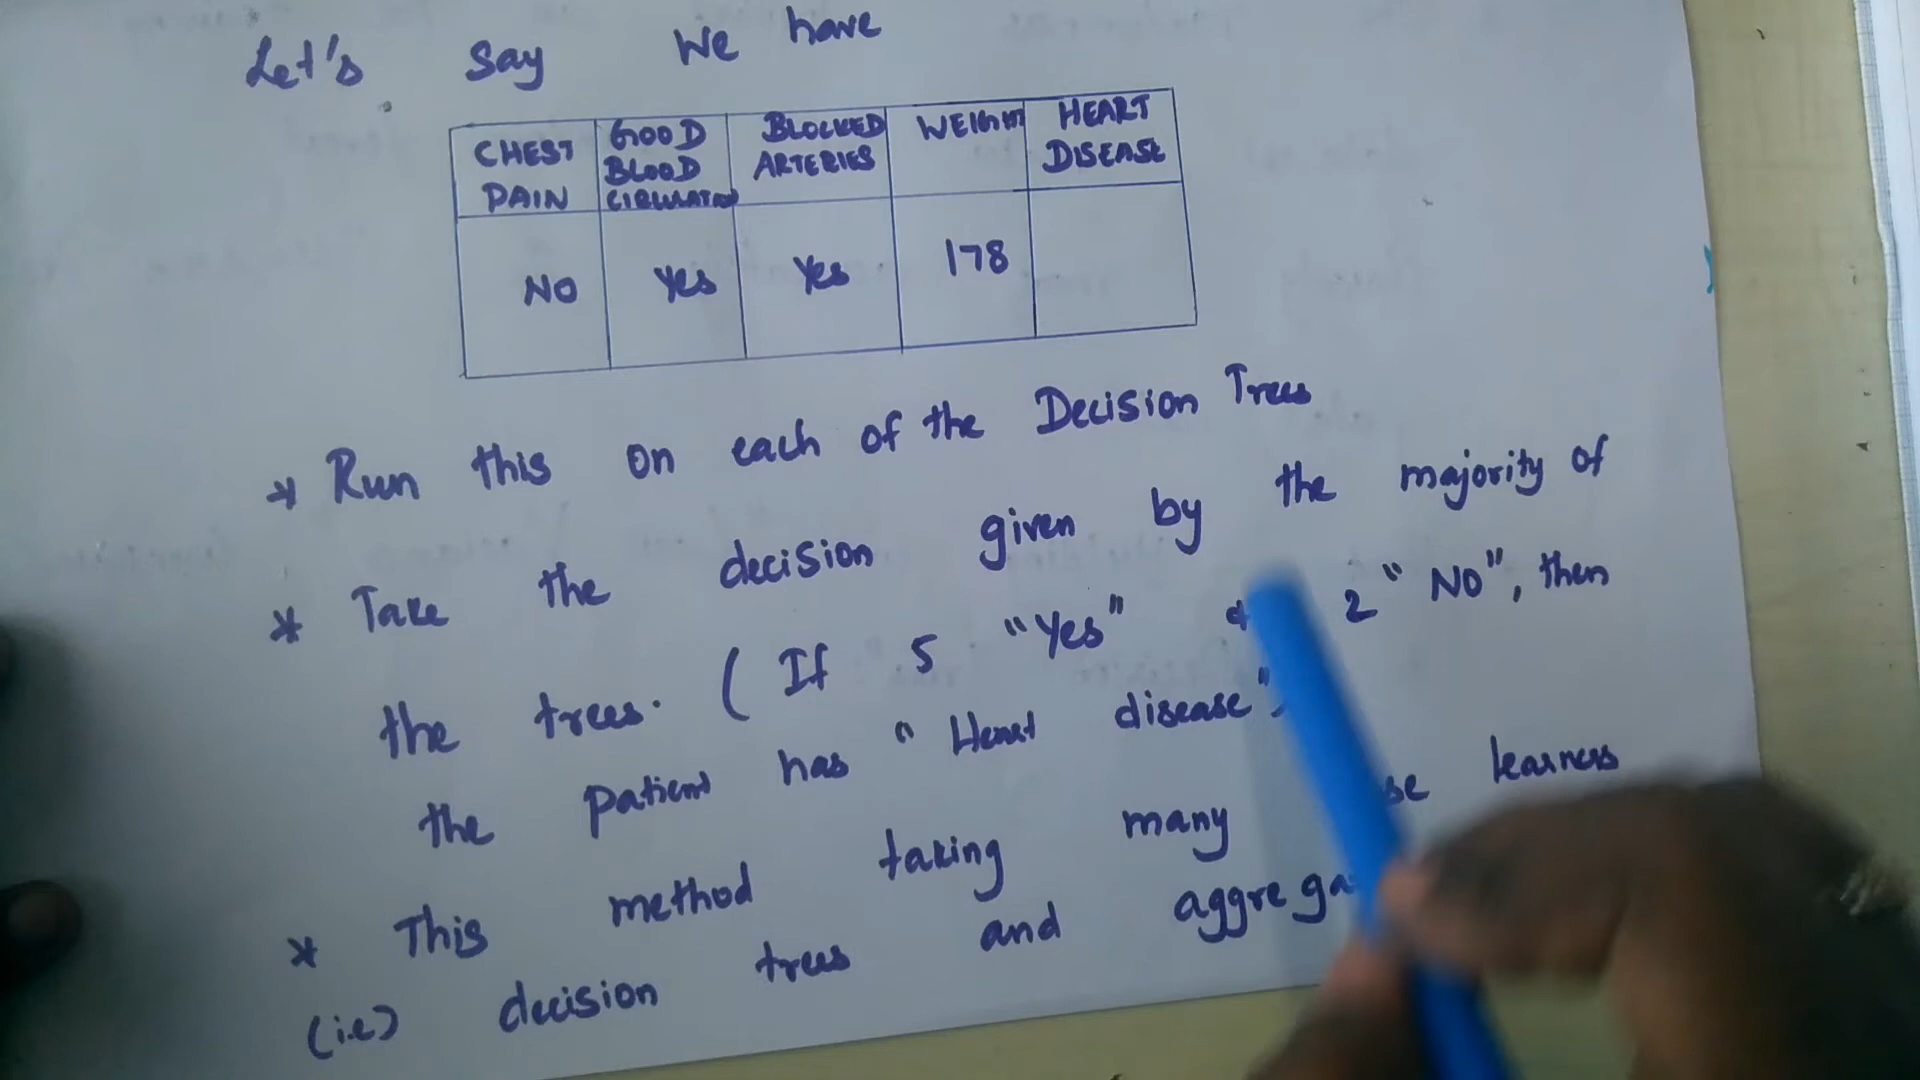 Let's say We have
CHEST PAIN
GOOD BLOOD
BLOCKED ARTERIES
WEIGHT
HEART DISEASE
NO Yes Yes 178
* Run this on each of the Decision Trees
* Take the decision given by the majority of
the trees. ( If 5 "Yes" & 2 "NO", then
the patient has "Heart disease")
* This method taking many learners
(i.e) decision trees and